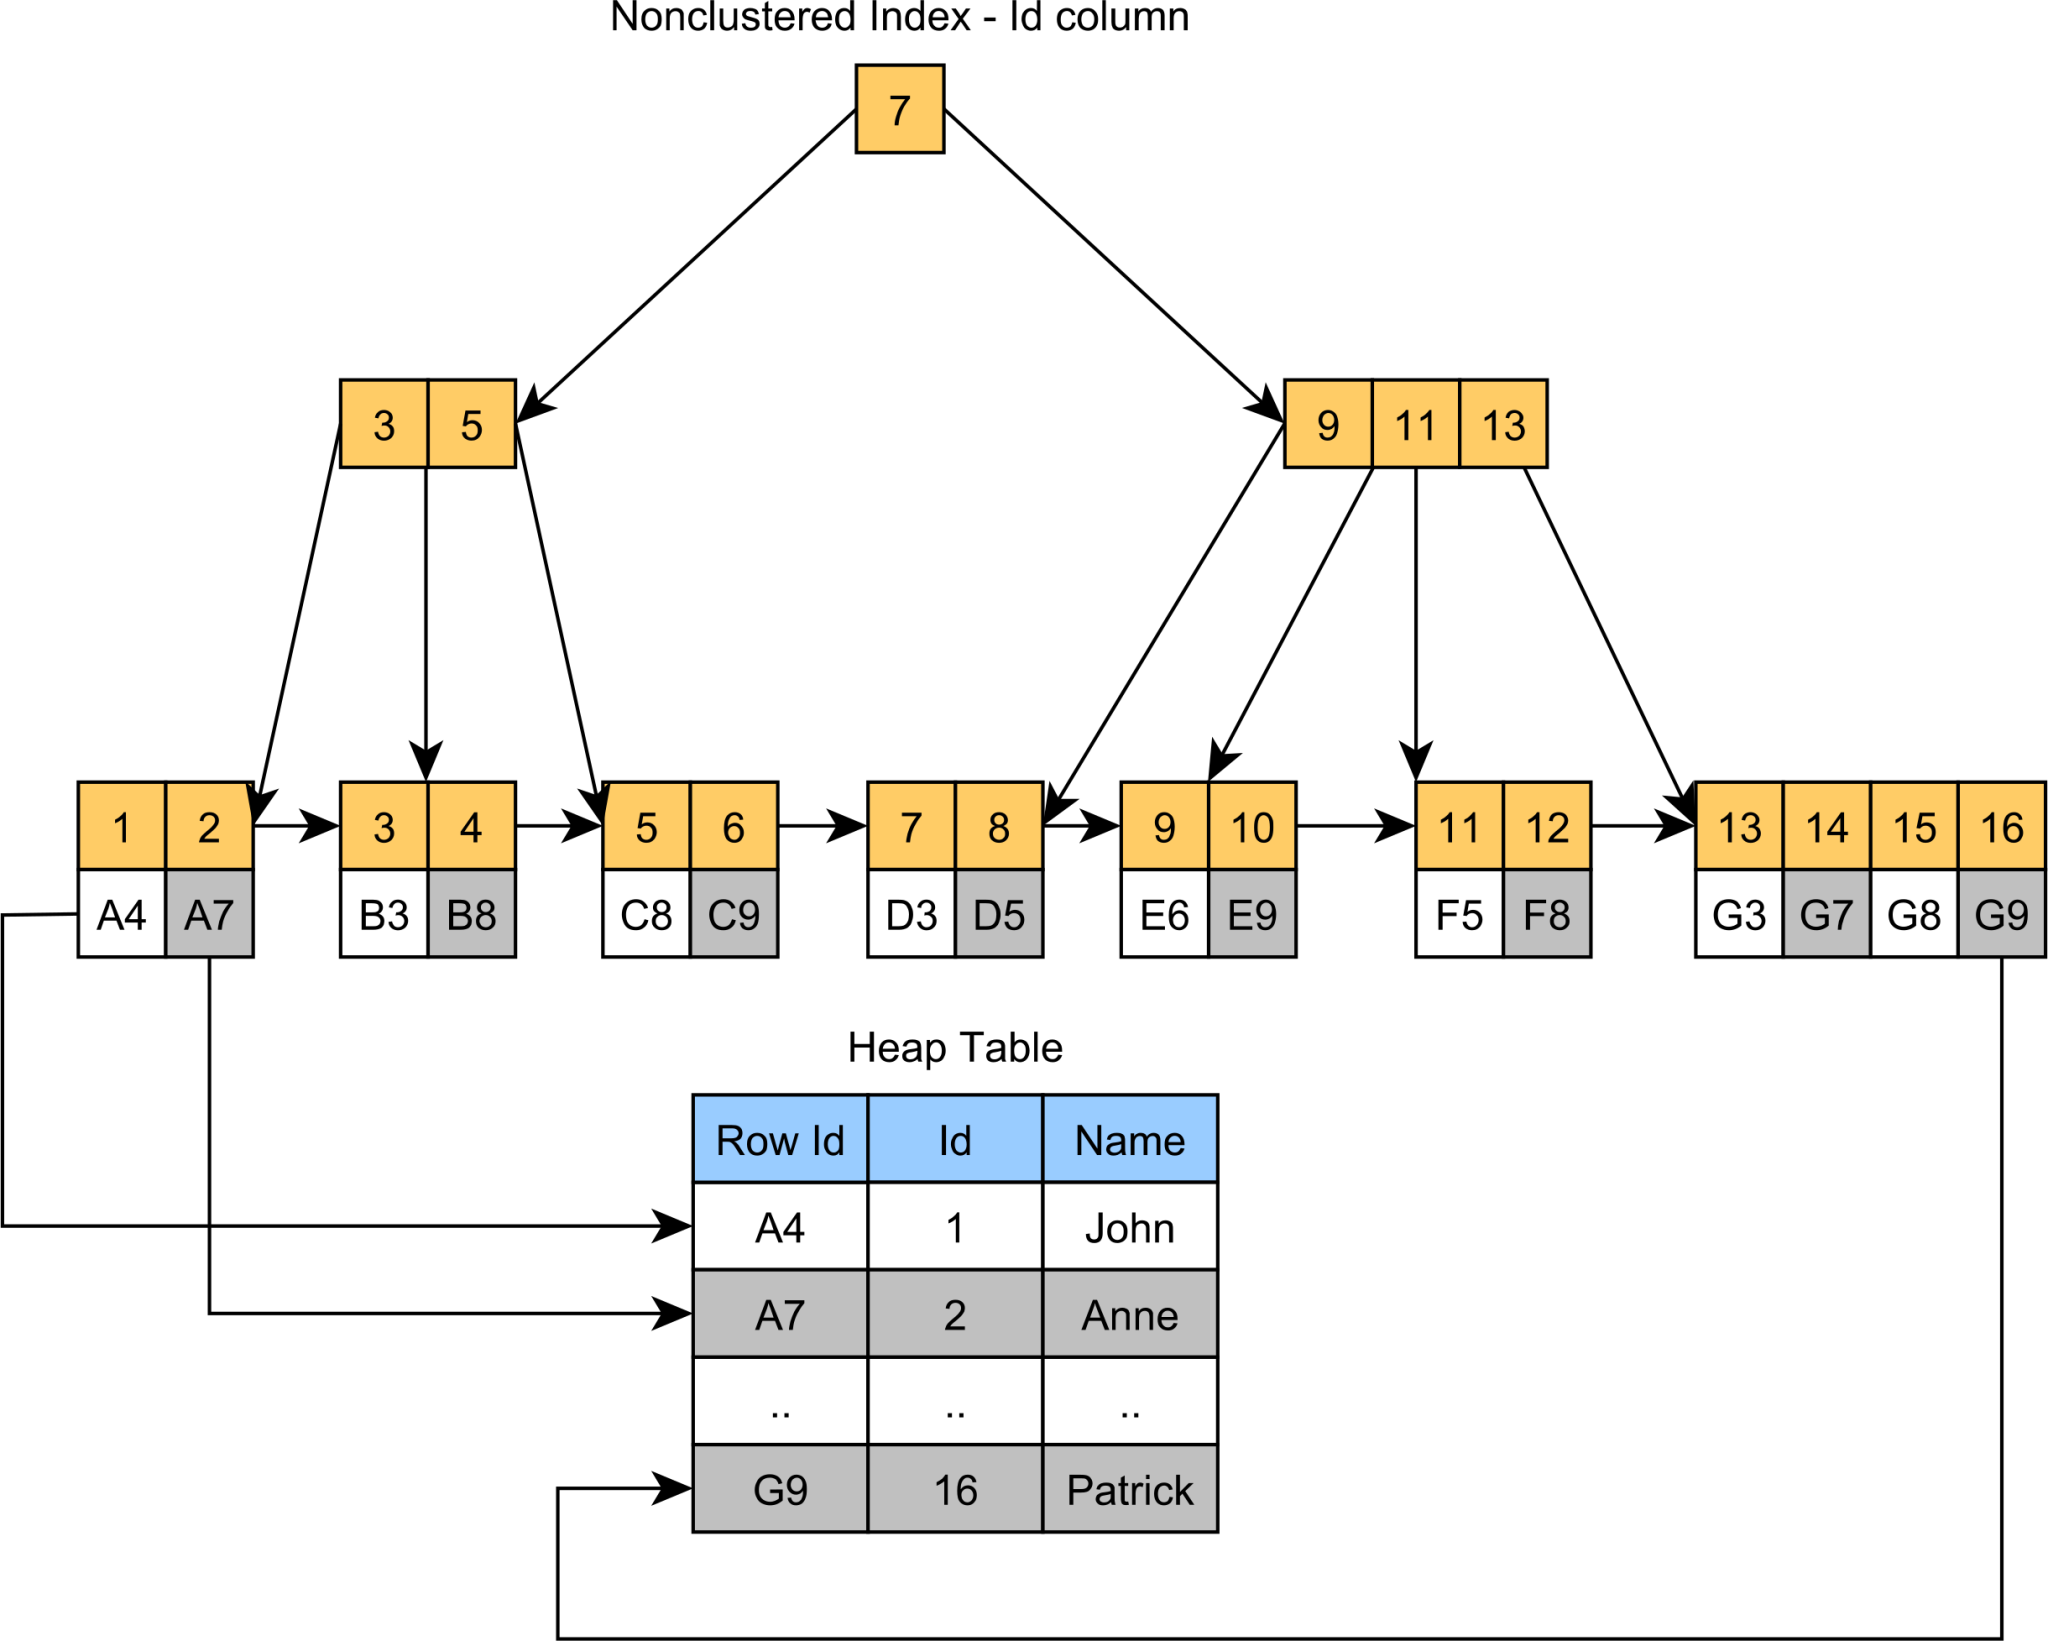 Nonclustered Index - Id column
7
3 5
9 11 13
1 2
3 4
5 6
7 8
9 10
11 12
13 14 15 16
A4 A7
B3 B8
C8 C9
D3 D5
E6 E9
F5 F8
G3 G7 G8 G9
Heap Table
Row Id Id Name
A4 1 John
A7 2 Anne
.. .. ..
G9 16 Patrick